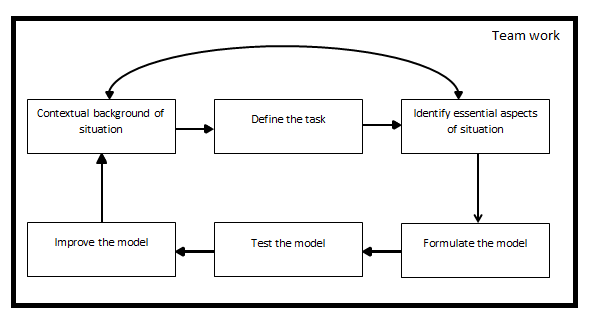 Team work
Contextual background of
situation
Define the task
Identify essential aspects
of situation
Improve the model
Test the model
Formulate the model